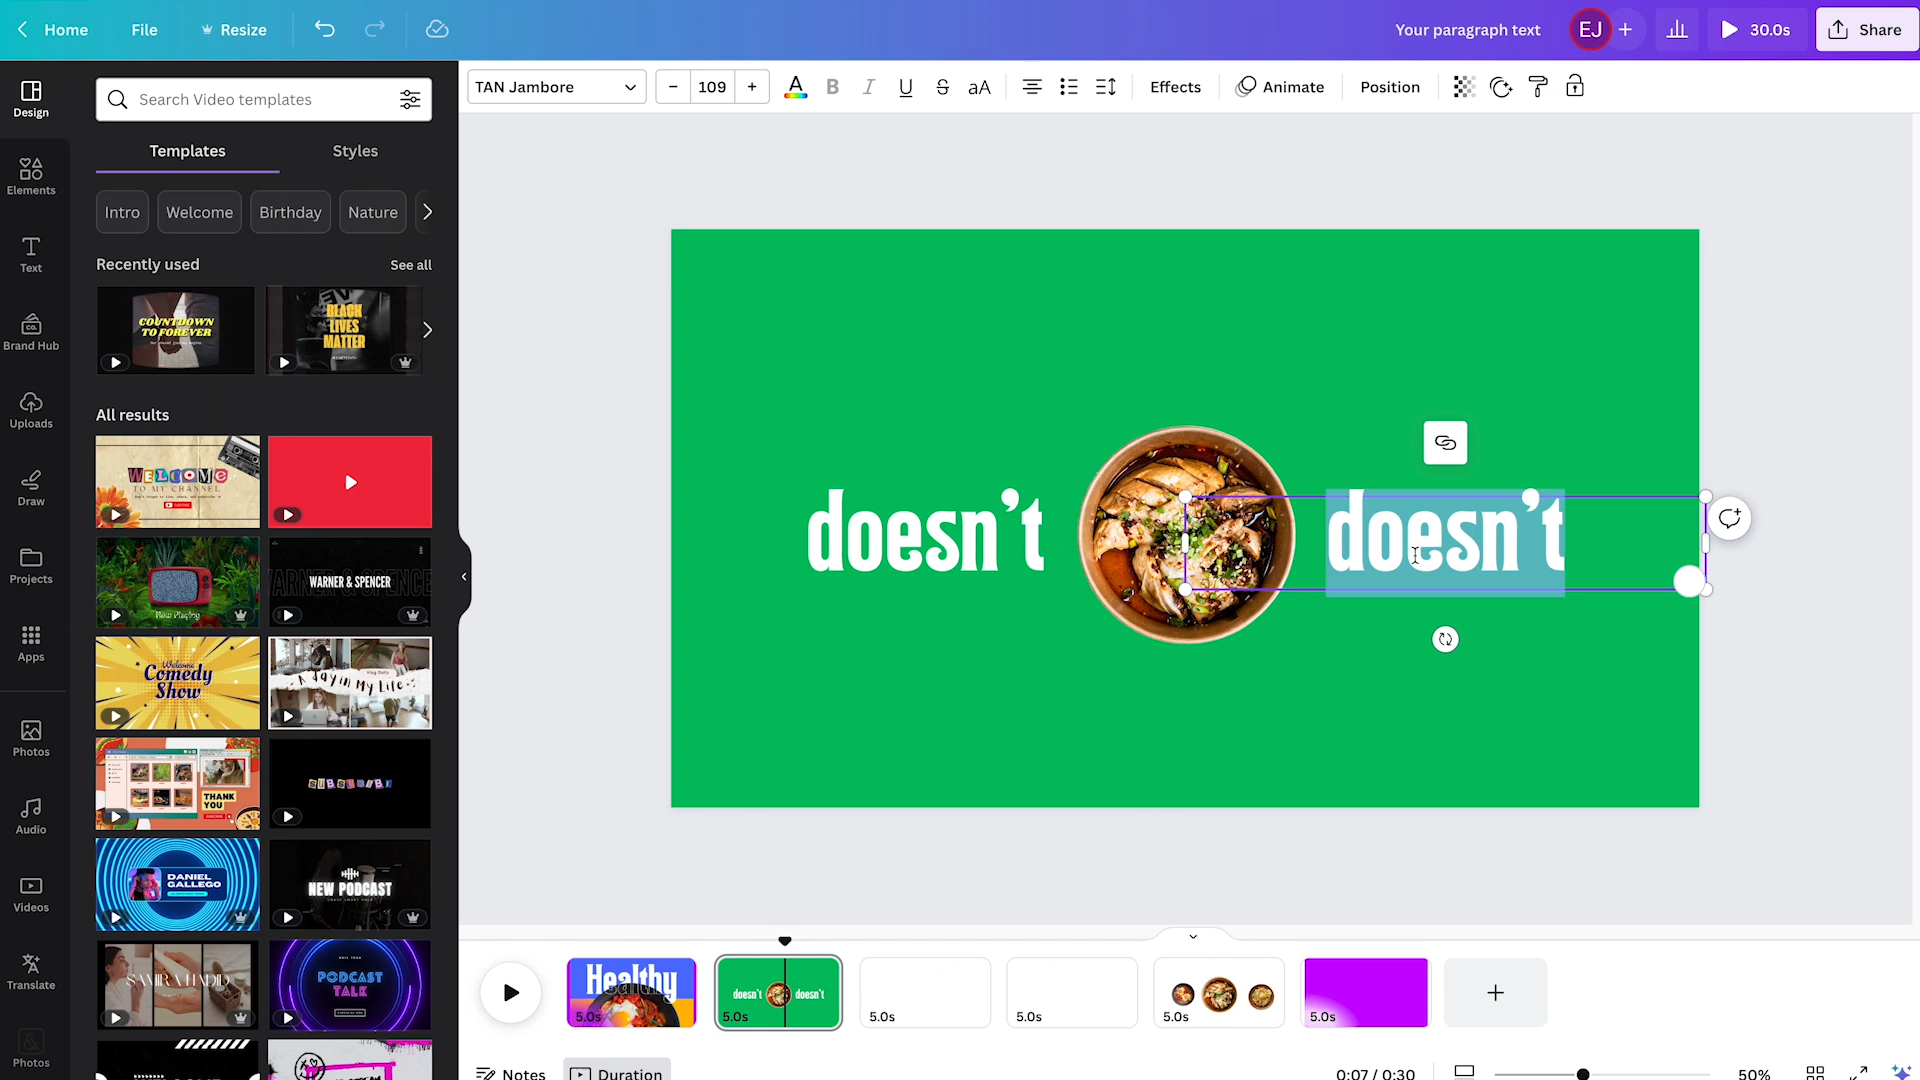 Home
File
Resize
Your paragraph text
EJ
30.0s
Share
Design
Elements
Text
CO.
Brand Hub
Uploads
Draw
Projects
Apps
Photos
Audio
Videos
Translate
Photos
Search Video templates
Templates
Styles
Intro
Welcome
Birthday
Nature
Recently used
See all
COUNTDOWN
TO FOREVER
BLACK
LIVES
MATTER
All results
WELCOME
TO MY CHANNEL
Now Playing
WARNER & SPENCER
Welcome
Comedy
Show
A day in My Life
THANK
YOU
SUBSCRIBE
DANIEL
GALLEGO
NEW PODCAST
SAMIRA HADID
PODCAST
TALK
TAN Jambore
109
A
B
I
U
S
aA
Effects
Animate
Position
doesn't
doesn't
Healthy
5.0s
doesn't
doesn't
5.0s
5.0s
5.0s
5.0s
5.0s
Notes
Duration
0:07 / 0:30
50%